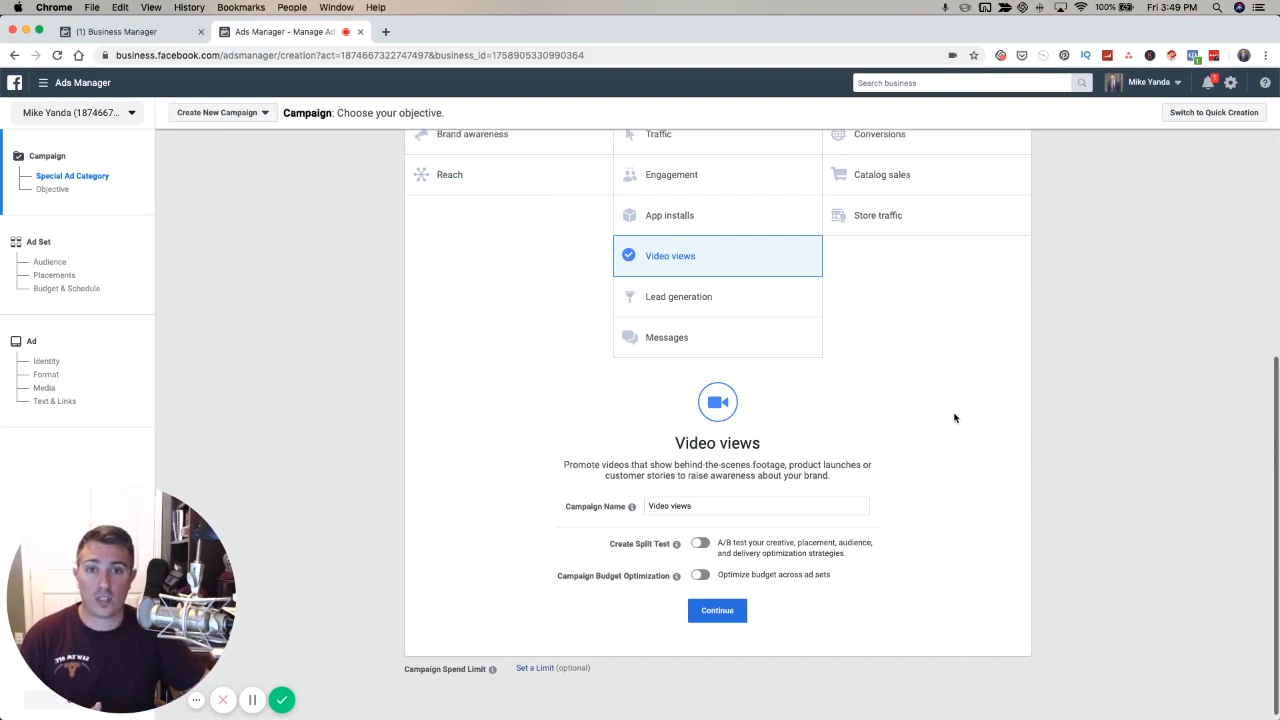 Chrome File Edit View History Bookmarks People Window Help 100% Fri 3:49 PM
(1) Business Manager
Ads Manager - Manage Ad
business.facebook.com/adsmanager/creation?act=1874667322747497&business_id=1758905330990364
Ads Manager
Search business
Mike Yanda
Mike Yanda (1874667...
Create New Campaign
Campaign: Choose your objective.
Switch to Quick Creation
Campaign
Special Ad Category
Objective
Ad Set
Audience
Placements
Budget & Schedule
Ad
Identity
Format
Media
Text & Links
Brand awareness
Traffic
Conversions
Reach
Engagement
Catalog sales
App installs
Store traffic
Video views
Lead generation
Messages
Video views
Promote videos that show behind-the-scenes footage, product launches or
customer stories to raise awareness about your brand.
Campaign Name
Video views
Create Split Test
A/B test your creative, placement, audience,
and delivery optimization strategies.
Campaign Budget Optimization
Optimize budget across ad sets
Continue
Campaign Spend Limit
Set a Limit (optional)